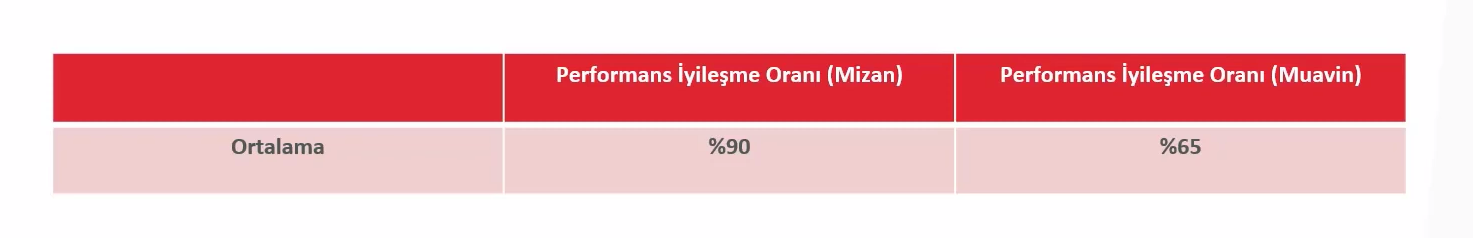 Performans İyileşme Oranı (Mizan) Performans İyileşme Oranı (Muavin)
Ortalama %90 %65